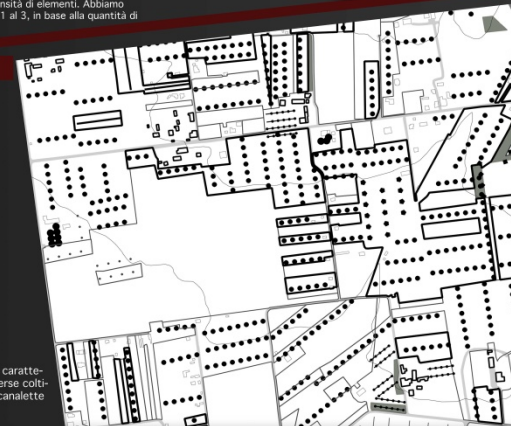 nsità di elementi. Abbiamo
1 al 3, in base alla quantità di
caratte-
erse colti-
canalette